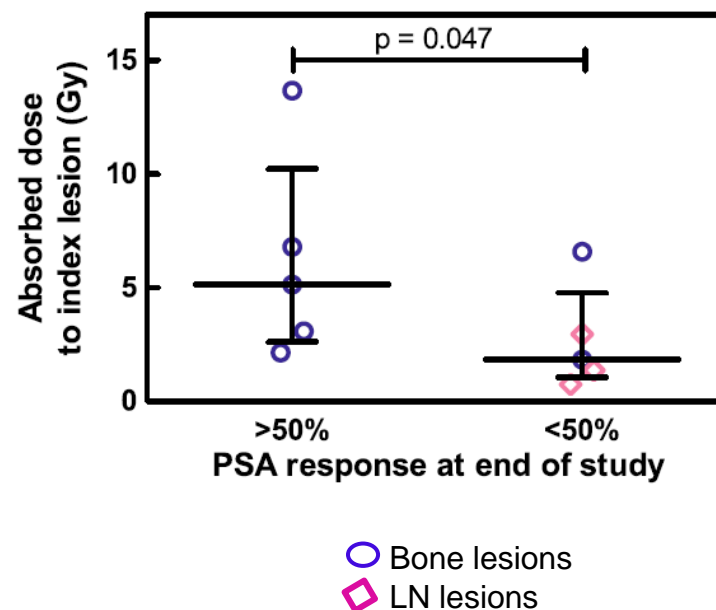 p = 0.047
Absorbed dose
to index lesion (Gy)
15
10
5
0
>50%
<50%
PSA response at end of study
Bone lesions
LN lesions